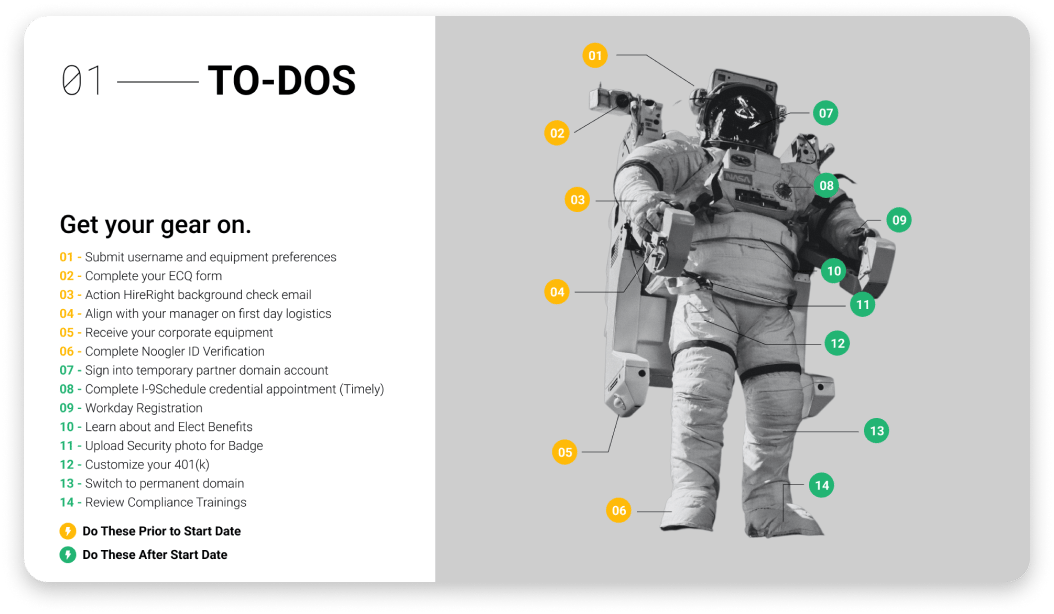 01 TO-DOS
Get your gear on.
01 - Submit username and equipment preferences
02 - Complete your ECQ form
03 - Action HireRight background check email
04 - Align with your manager on first day logistics
05 - Receive your corporate equipment
06 - Complete Noogler ID Verification
07 - Sign into temporary partner domain account
08 - Complete I-9Schedule credential appointment (Timely)
09 - Workday Registration
10 - Learn about and Elect Benefits
11 - Upload Security photo for Badge
12 - Customize your 401(k)
13 - Switch to permanent domain
14 - Review Compliance Trainings
Do These Prior to Start Date
Do These After Start Date
01
02
03
04
05
06
07
08
09
10
11
12
13
14
NASA